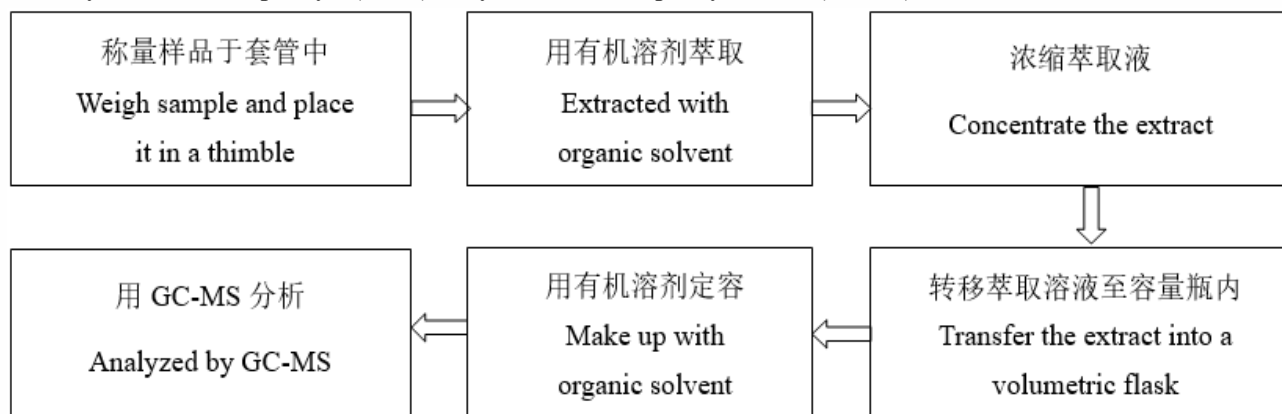 称量样品于套管中
Weigh sample and place
it in a thimble
用有机溶剂萃取
Extracted with
organic solvent
浓缩萃取液
Concentrate the extract
转移萃取溶液至容量瓶内
Transfer the extract into a
volumetric flask
用有机溶剂定容
Make up with
organic solvent
用 GC-MS 分析
Analyzed by GC-MS